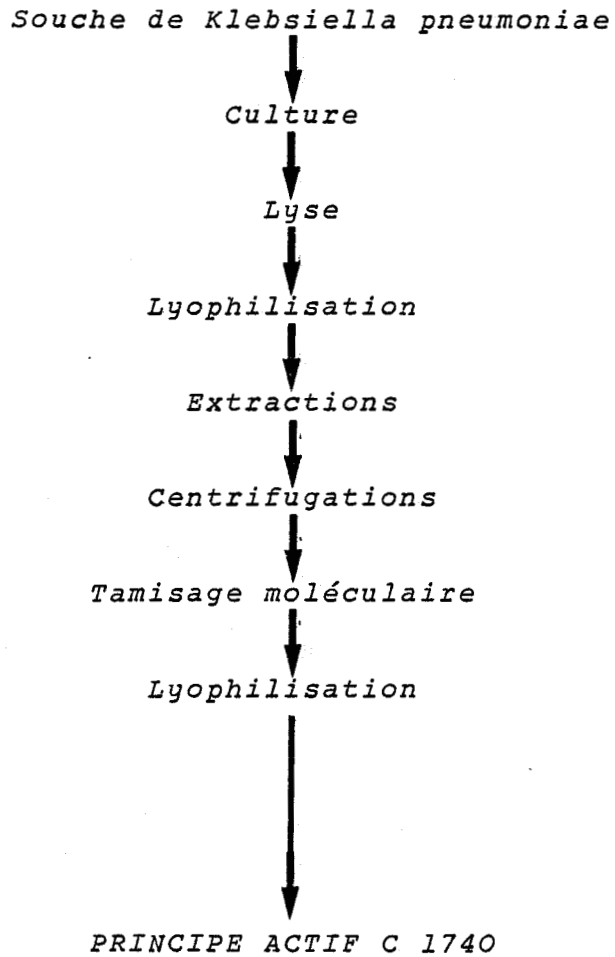 Souche de Klebsiella pneumoniae
Culture
Lyse
Lyophilisation
Extractions
Centrifugations
Tamisage moléculaire
Lyophilisation
PRINCIPE ACTIF C 1740